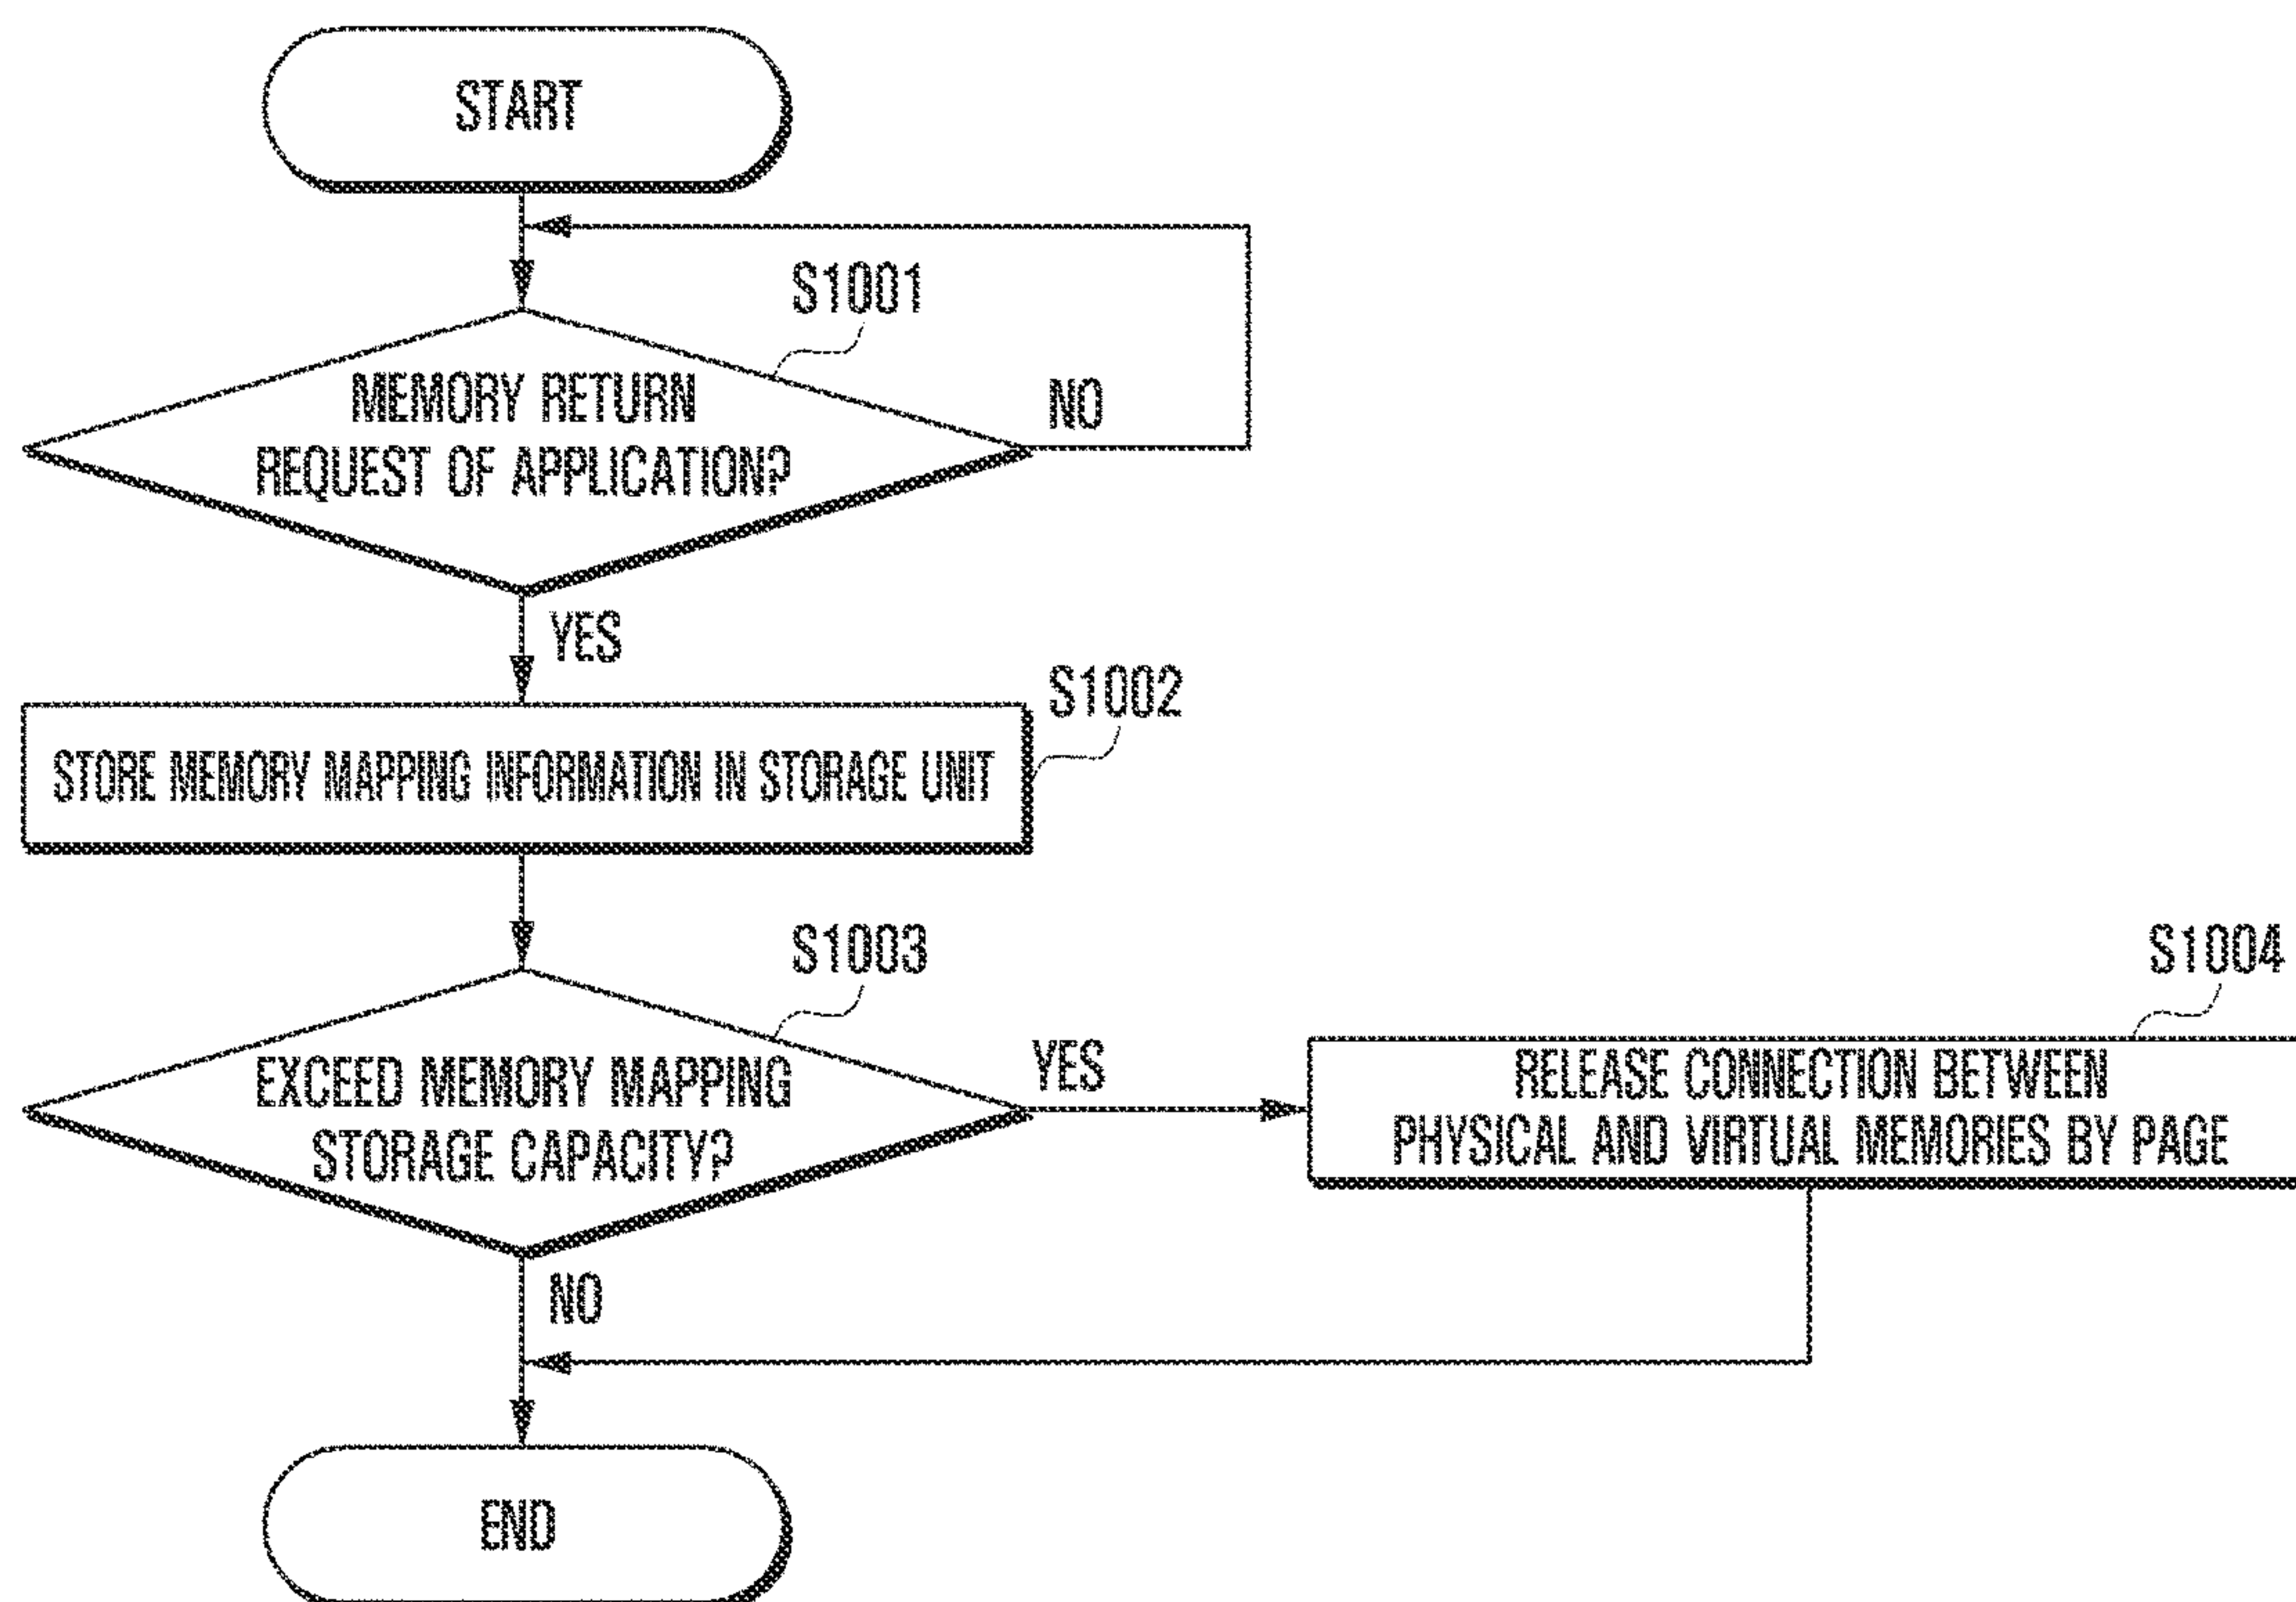 START
S1001
MEMORY RETURN
REQUEST OF APPLICATION?
NO
YES
S1002
STORE MEMORY MAPPING INFORMATION IN STORAGE UNIT
S1003
EXCEED MEMORY MAPPING
STORAGE CAPACITY?
YES
S1004
RELEASE CONNECTION BETWEEN
PHYSICAL AND VIRTUAL MEMORIES BY PAGE
NO
END